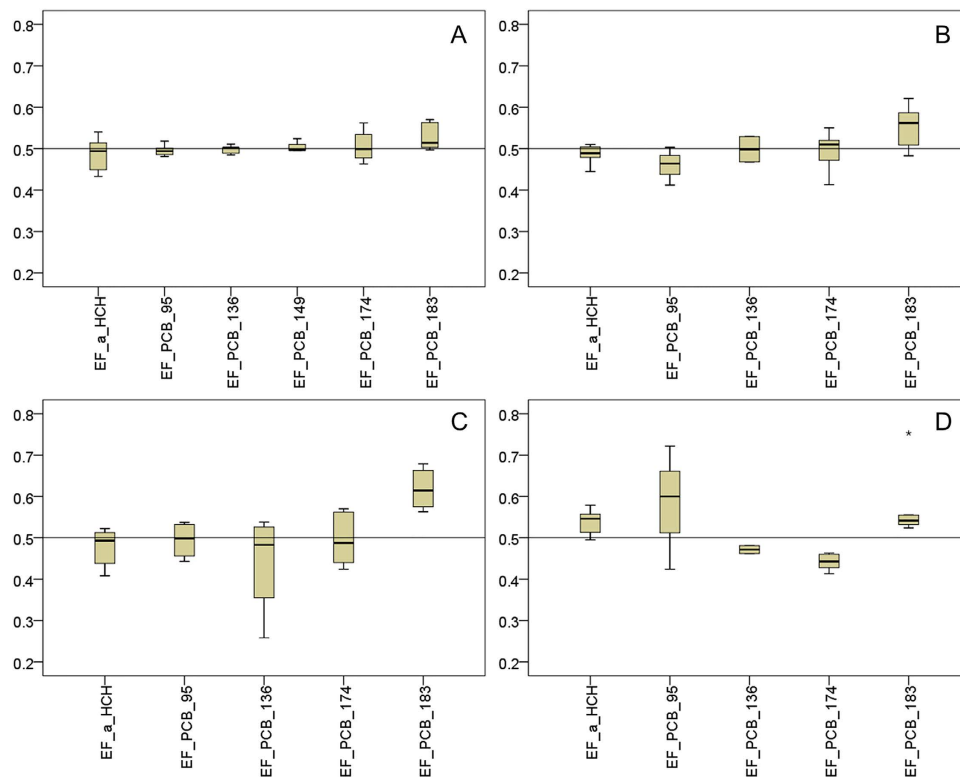 A
0.8
0.7
0.6
0.5
0.4
0.3
0.2
EF_a_HCH
EF_PCB_95
EF_PCB_136
EF_PCB_149
EF_PCB_174
EF_PCB_183
B
0.8
0.7
0.6
0.5
0.4
0.3
0.2
EF_a_HCH
EF_PCB_95
EF_PCB_136
EF_PCB_174
EF_PCB_183
C
0.8
0.7
0.6
0.5
0.4
0.3
0.2
EF_a_HCH
EF_PCB_95
EF_PCB_136
EF_PCB_174
EF_PCB_183
D
0.8
0.7
0.6
0.5
0.4
0.3
0.2
*
EF_a_HCH
EF_PCB_95
EF_PCB_136
EF_PCB_174
EF_PCB_183